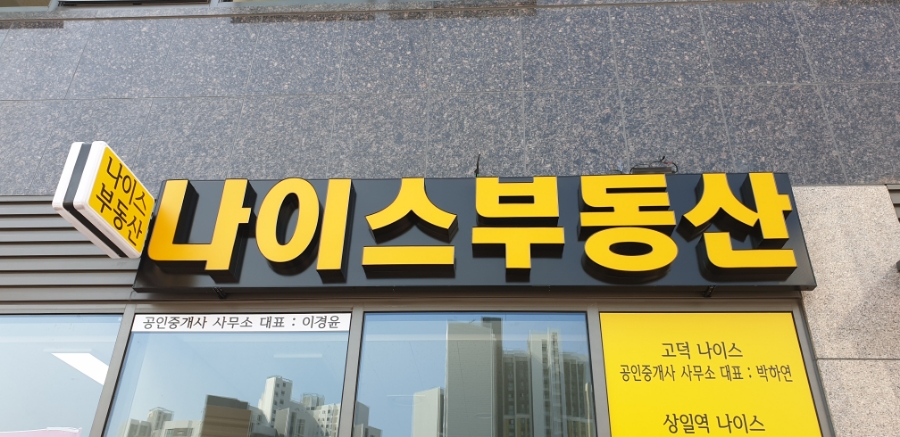 나이스
부동산
나이스부동산
공인중개사 사무소 대표 : 이경윤
고덕 나이스
공인중개사 사무소 대표 : 박하연
상일역 나이스